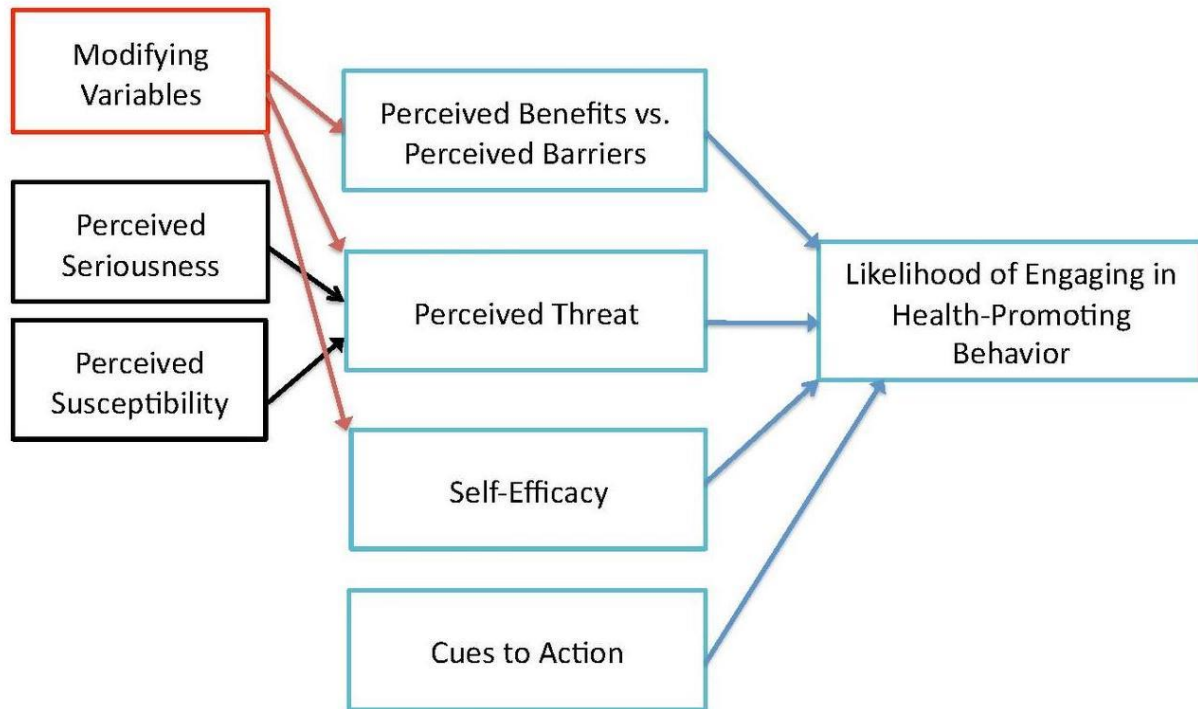 Modifying
Variables
Perceived
Seriousness
Perceived
Susceptibility
Perceived Benefits vs.
Perceived Barriers
Perceived Threat
Self-Efficacy
Cues to Action
Likelihood of Engaging in
Health-Promoting
Behavior